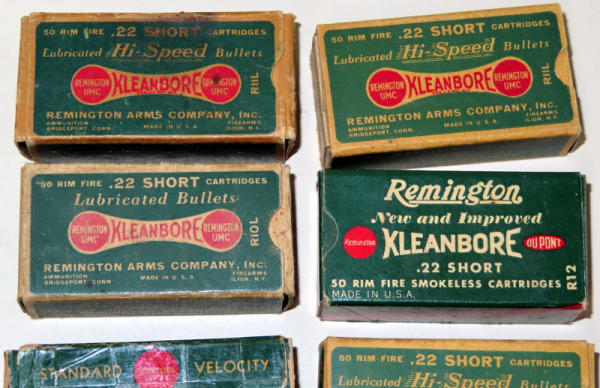 50 RIM FIRE .22 SHORT CARTRIDGES
Lubricated Hi-Speed Bullets
REMINGTON UMC KLEANBORE REMINGTON UMC
R11L
REMINGTON ARMS COMPANY, INC.
AMMUNITION BRIDGEPORT, CONN. MADE IN U.S.A. FIREARMS ILION, N.Y.
50 RIM FIRE .22 SHORT CARTRIDGES
Lubricated Hi-Speed Bullets
REMINGTON UMC KLEANBORE REMINGTON UMC
R11L
REMINGTON ARMS COMPANY, INC.
AMMUNITION BRIDGEPORT, CONN. MADE IN U.S.A. FIREARMS ILION, N.Y.
50 RIM FIRE .22 SHORT CARTRIDGES
Lubricated Bullets
REMINGTON UMC KLEANBORE REMINGTON UMC
R10L
REMINGTON ARMS COMPANY, INC.
AMMUNITION BRIDGEPORT, CONN. MADE IN U.S.A. FIREARMS ILION, N.Y.
Remington
New and Improved
Remington KLEANBORE DU PONT
.22 SHORT
50 RIM FIRE SMOKELESS CARTRIDGES
MADE IN U.S.A.
R12
STANDARD VELOCITY
50 RIM FIRE .22 SHORT CARTRIDGES
Lubricated Hi-Speed Bullets